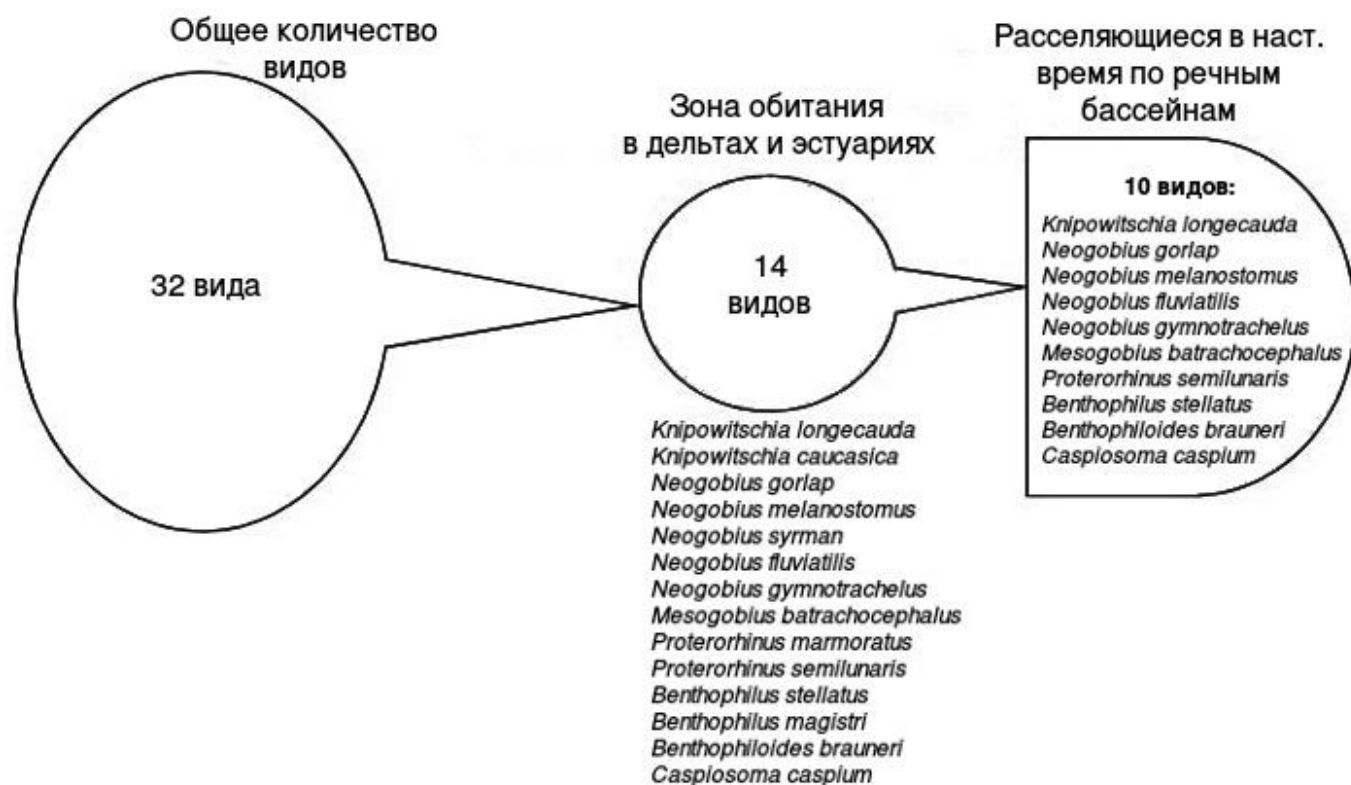 Общее количество
видов
32 вида
Зона обитания
в дельтах и эстуариях
14
видов
Knipowitschia longecauda
Knipowitschia caucasica
Neogobius gorlap
Neogobius melanostomus
Neogobius syrman
Neogobius fluviatilis
Neogobius gymnotrachelus
Mesogobius batrachocephalus
Proterorhinus marmoratus
Proterorhinus semilunaris
Benthophilus stellatus
Benthophilus magistri
Benthophiloides brauneri
Caspiosoma caspium
Расселяющиеся в наст.
время по речным
бассейнам
10 видов:
Knipowitschia longecauda
Neogobius gorlap
Neogobius melanostomus
Neogobius fluviatilis
Neogobius gymnotrachelus
Mesogobius batrachocephalus
Proterorhinus semilunaris
Benthophilus stellatus
Benthophiloides brauneri
Caspiosoma caspium